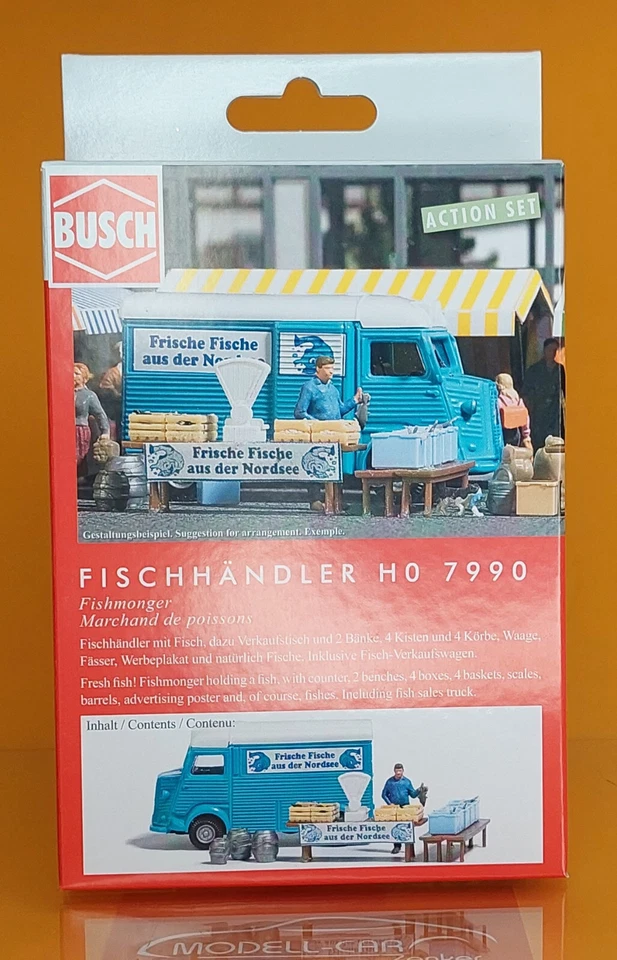 BUSCH
ACTION SET
Frische Fische
aus der Nordsee
Frische Fische
aus der Nordsee
Gestaltungsbeispiel. Suggestion for arrangement. Exemple.
FISCHHÄNDLER H0 7990
Fishmonger
Marchand de poissons
Fischhändler mit Fisch, dazu Verkaufstisch und 2 Bänke, 4 Kisten und 4 Körbe, Waage,
Fässer, Werbeplakat und natürlich Fische. Inklusive Fisch-Verkaufswagen.
Fresh fish! Fishmonger holding a fish, with counter, 2 benches, 4 boxes, 4 baskets, scales,
barrels, advertising poster and, of course, fishes. Including fish sales truck.
Inhalt / Contents / Contenu:
Frische Fische
aus der Nordsee
Frische Fische
aus der Nordsee
MODELL-CAR
Zenker